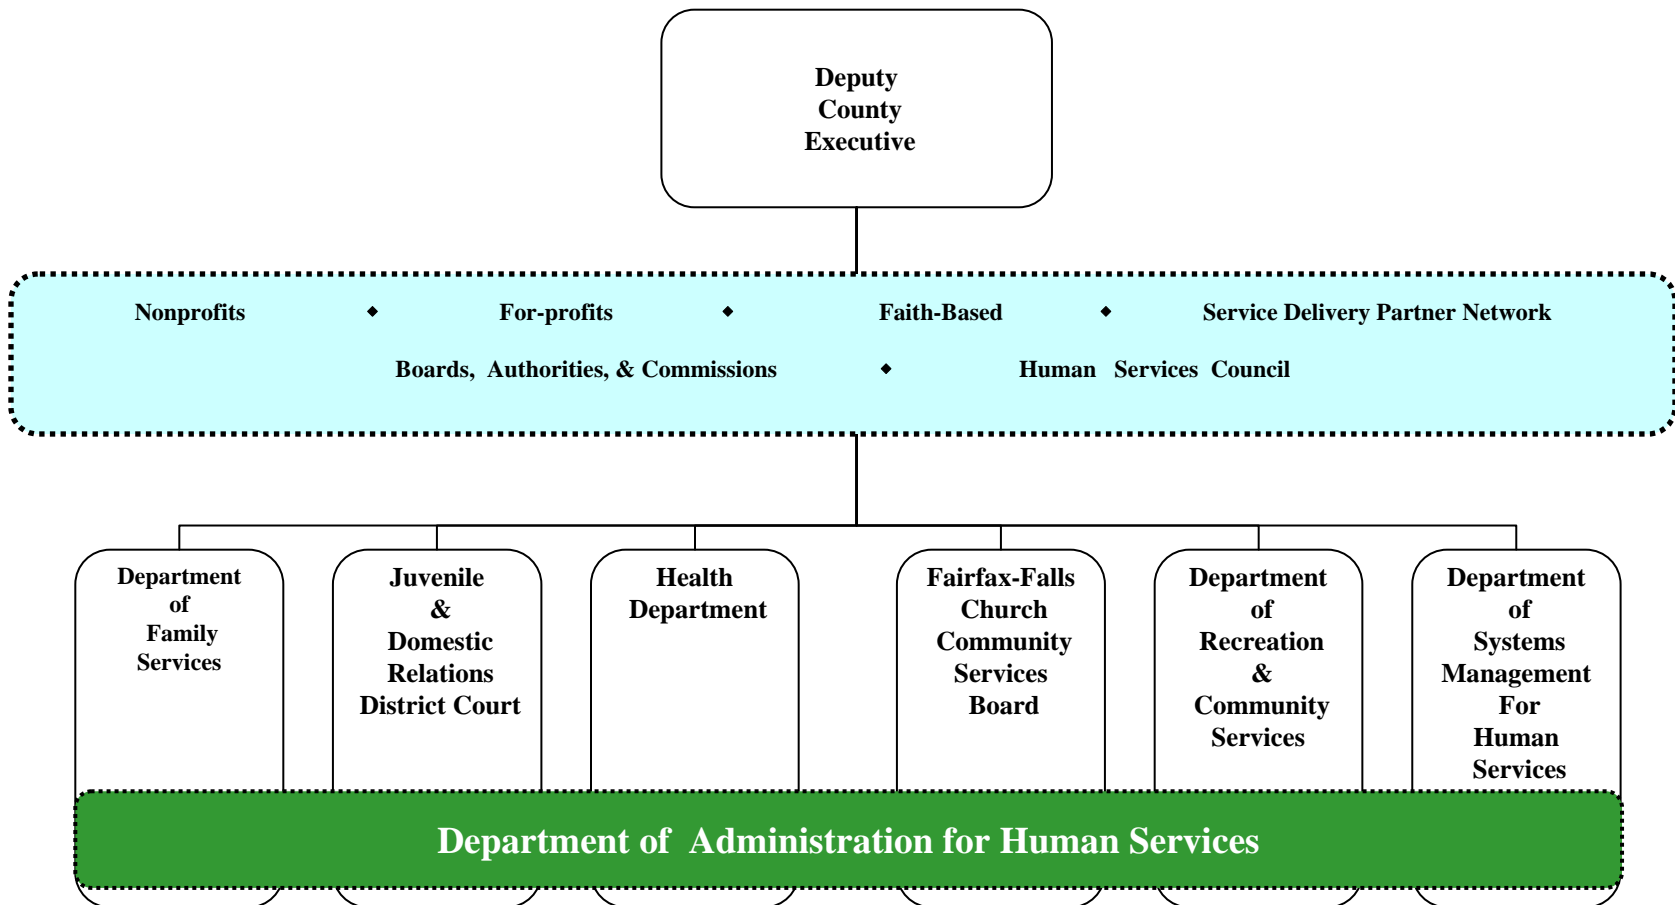 Deputy
County
Executive
Nonprofits ◆ For-profits ◆ Faith-Based ◆ Service Delivery Partner Network
Boards, Authorities, & Commissions ◆ Human Services Council
Department
of
Family
Services
Juvenile
&
Domestic
Relations
District Court
Health
Department
Fairfax-Falls
Church
Community
Services
Board
Department
of
Recreation
&
Community
Services
Department
of
Systems
Management
For
Human
Services
Department of Administration for Human Services